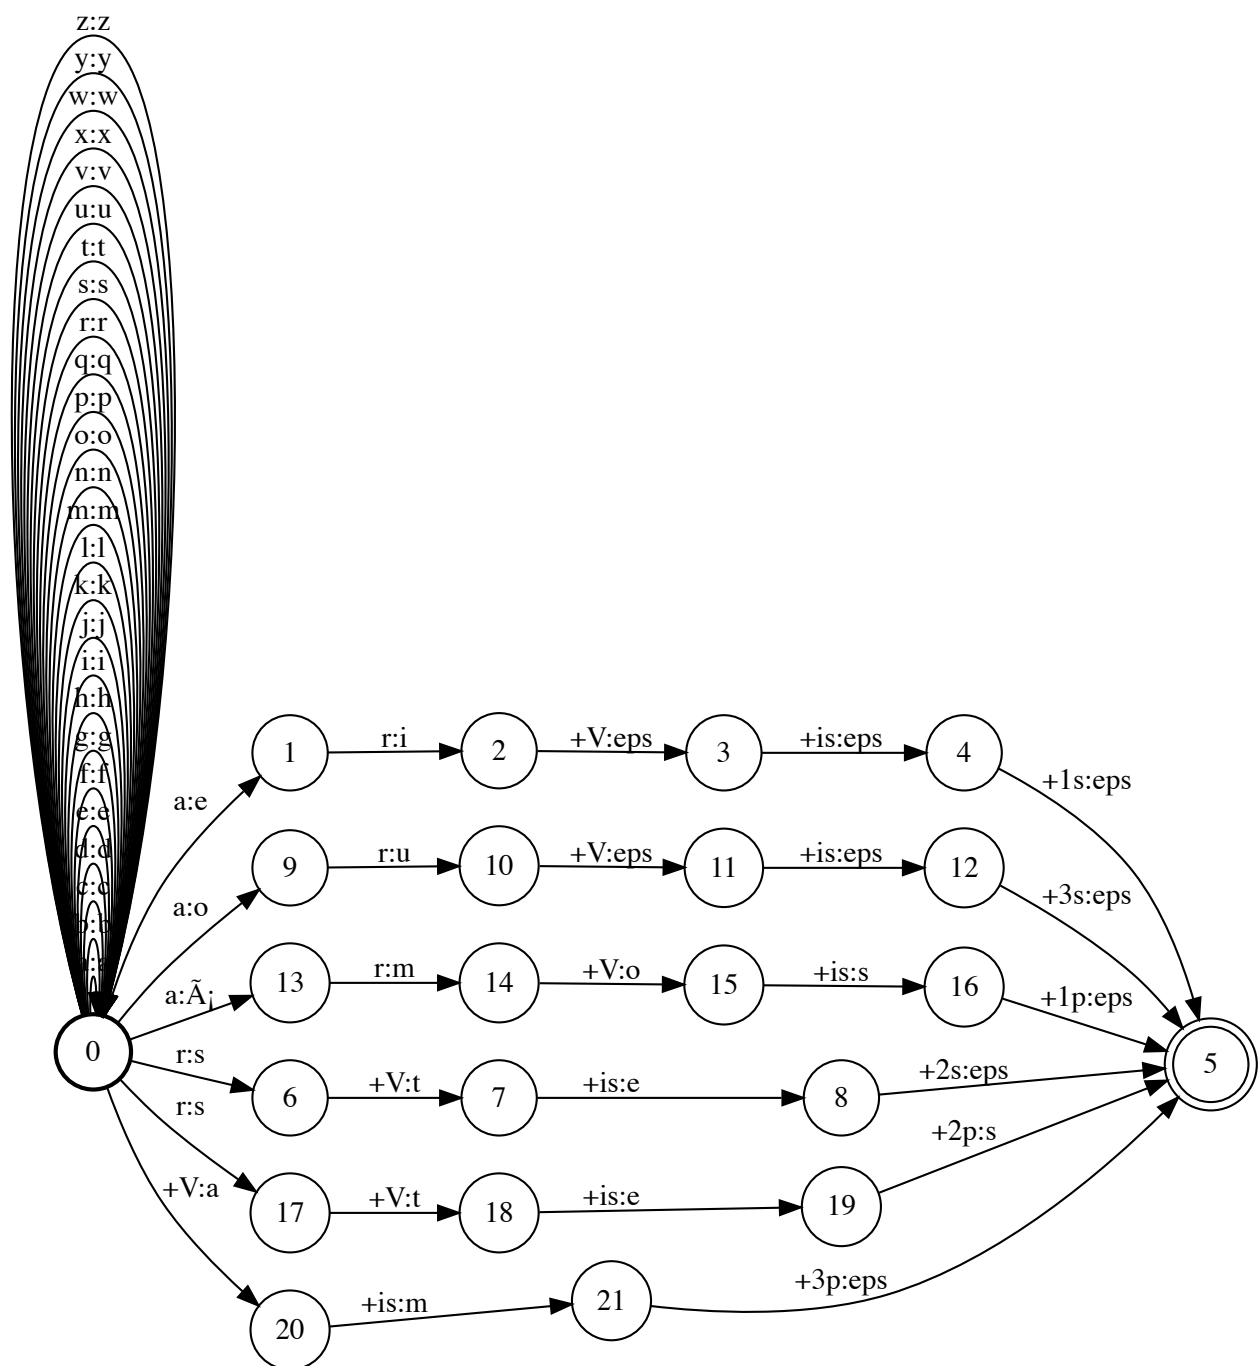 z:z
y:y
w:w
x:x
v:v
u:u
t:t
s:s
r:r
q:q
p:p
o:o
n:n
m:m
l:l
k:k
j:j
i:i
h:h
g:g
f:f
e:e
d:d
c:c
b:b
0
a:e
1
r:i
2
+V:eps
3
+is:eps
4
+1s:eps
a:o
9
r:u
10
+V:eps
11
+is:eps
12
+3s:eps
a:Ã¡
13
r:m
14
+V:o
15
+is:s
16
+1p:eps
5
r:s
6
+V:t
7
+is:e
8
+2s:eps
r:s
17
+V:t
18
+is:e
19
+2p:s
+V:a
20
+is:m
21
+3p:eps